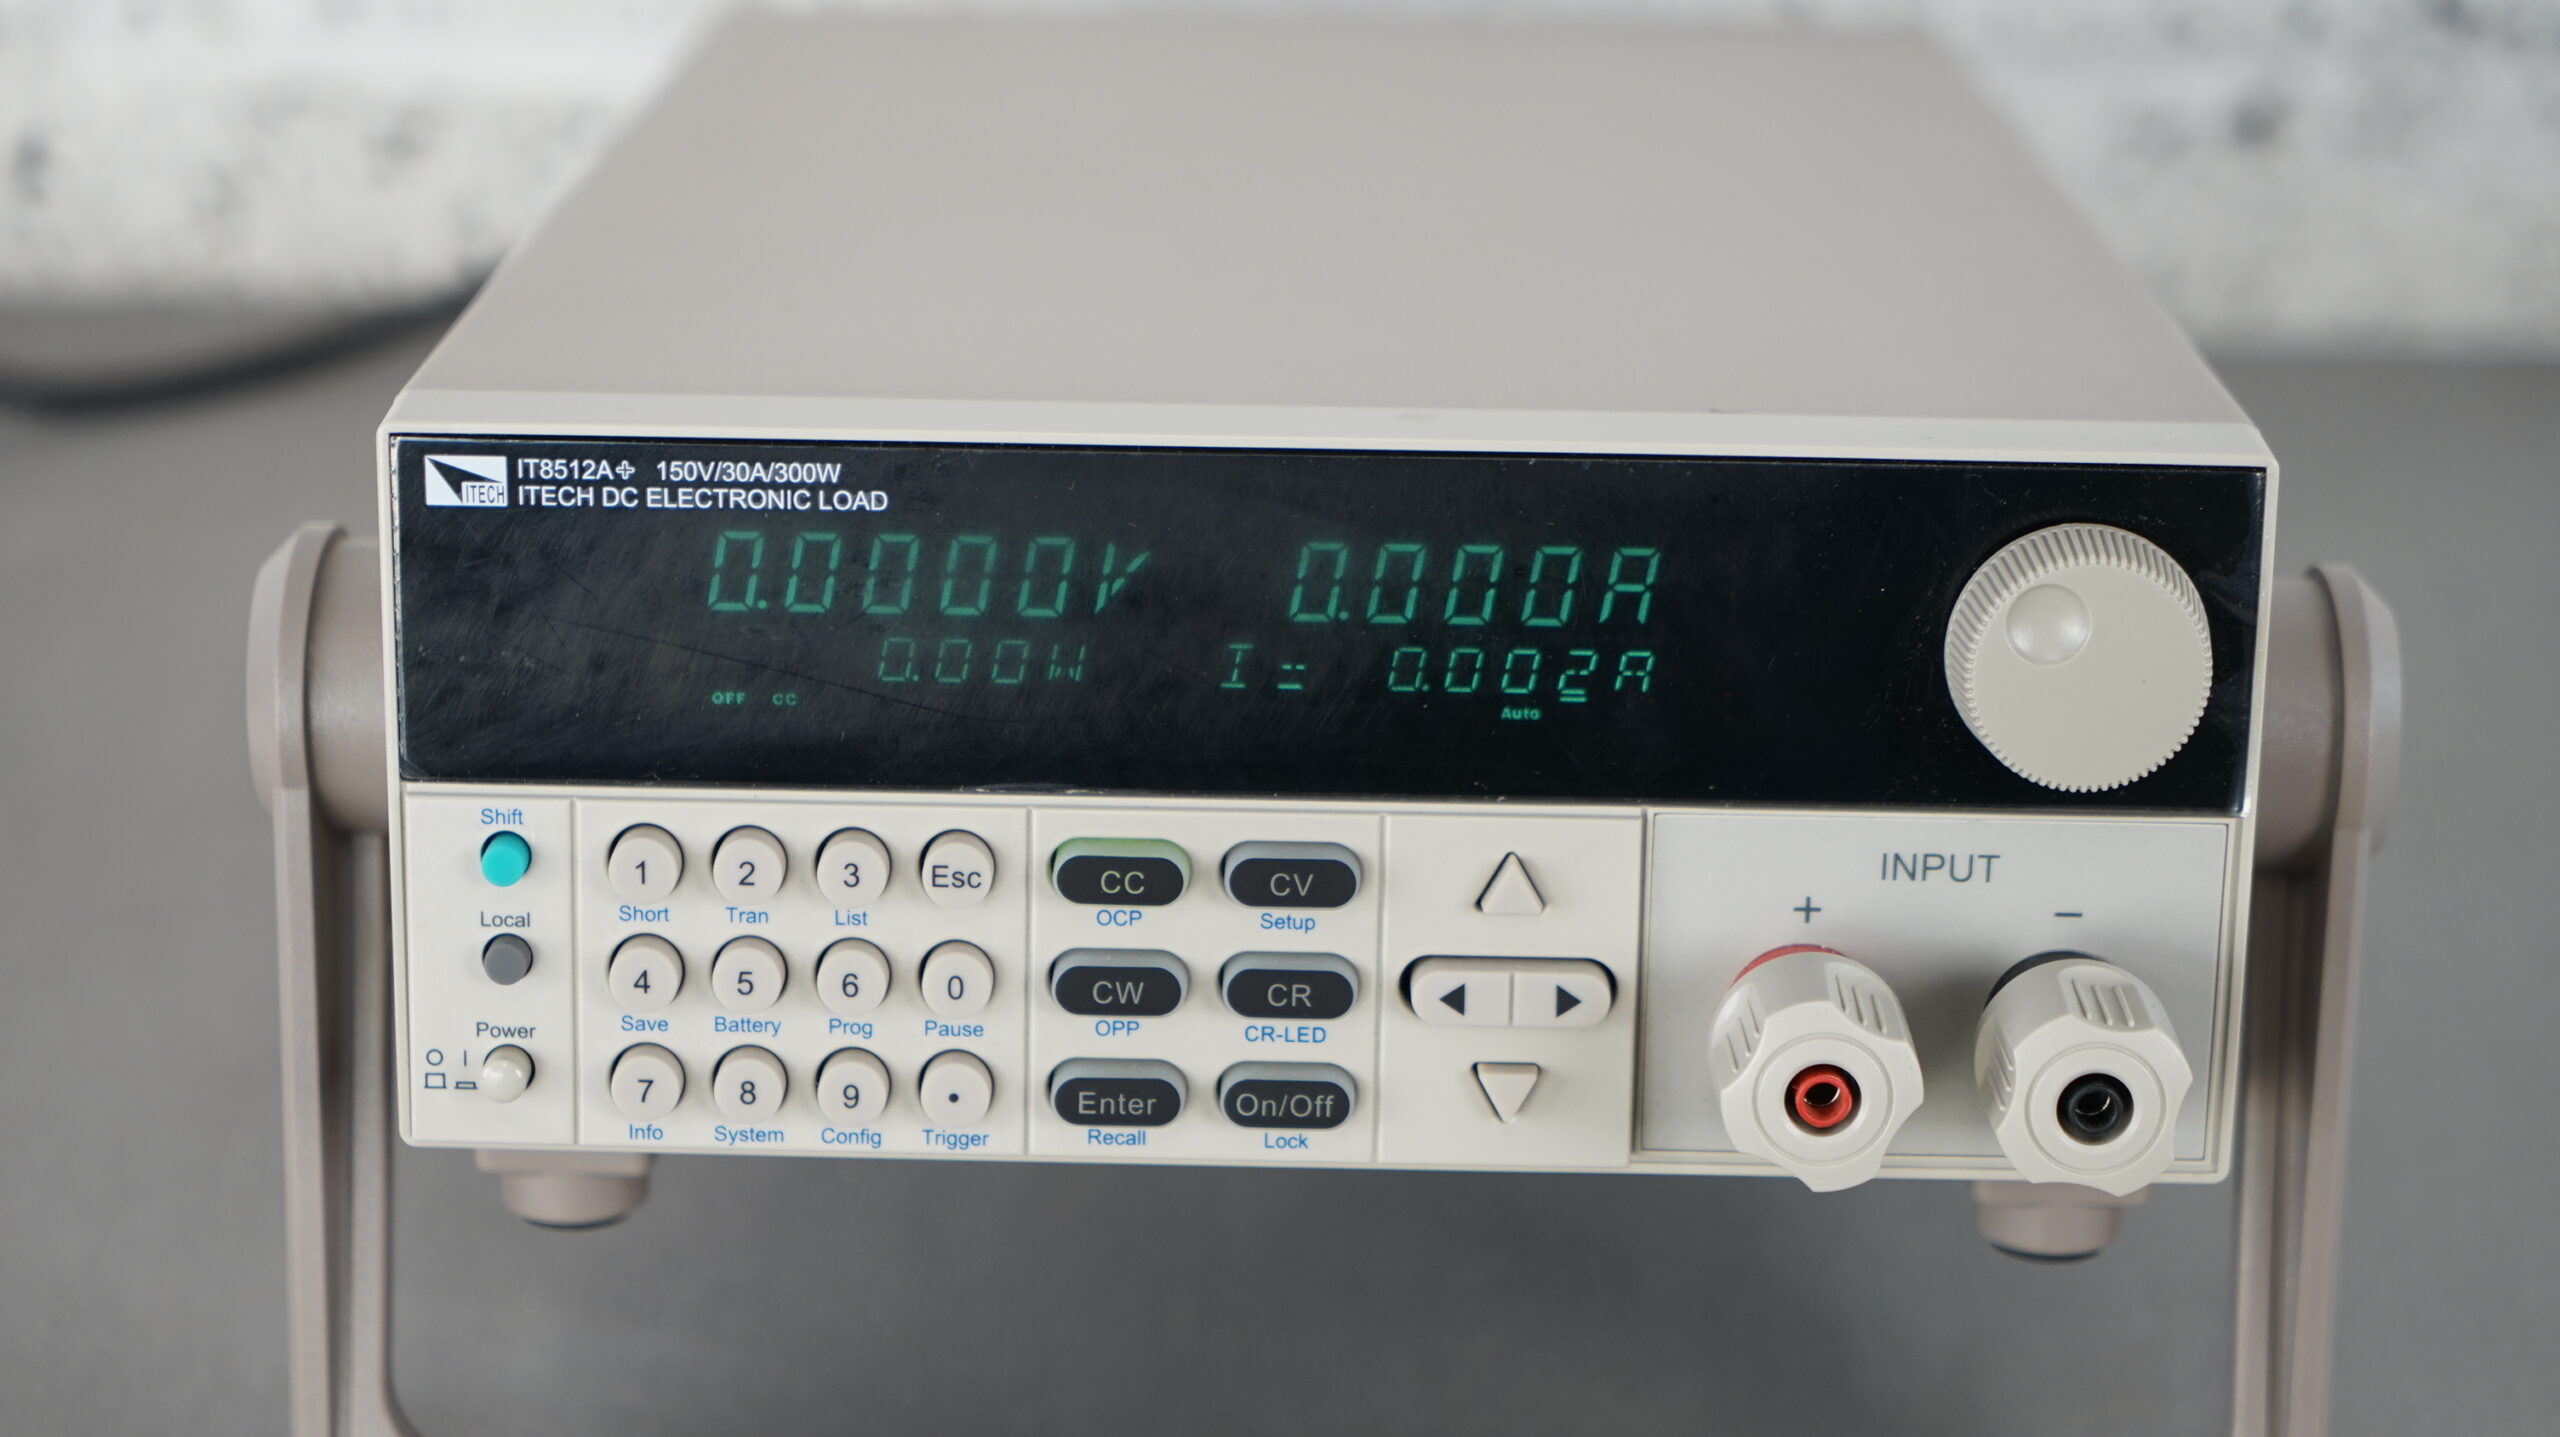 ITECH
IT8512A+ 150V/30A/300W
ITECH DC ELECTRONIC LOAD
0.0000V 0.000A
0.00W I = 0.002A
OFF CC Auto
Shift
Local
Power
O I
1 2 3 Esc
Short Tran List
4 5 6 0
Save Battery Prog Pause
7 8 9 .
Info System Config Trigger
CC CV
OCP Setup
CW CR
OPP CR-LED
Enter On/Off
Recall Lock
INPUT
+ −